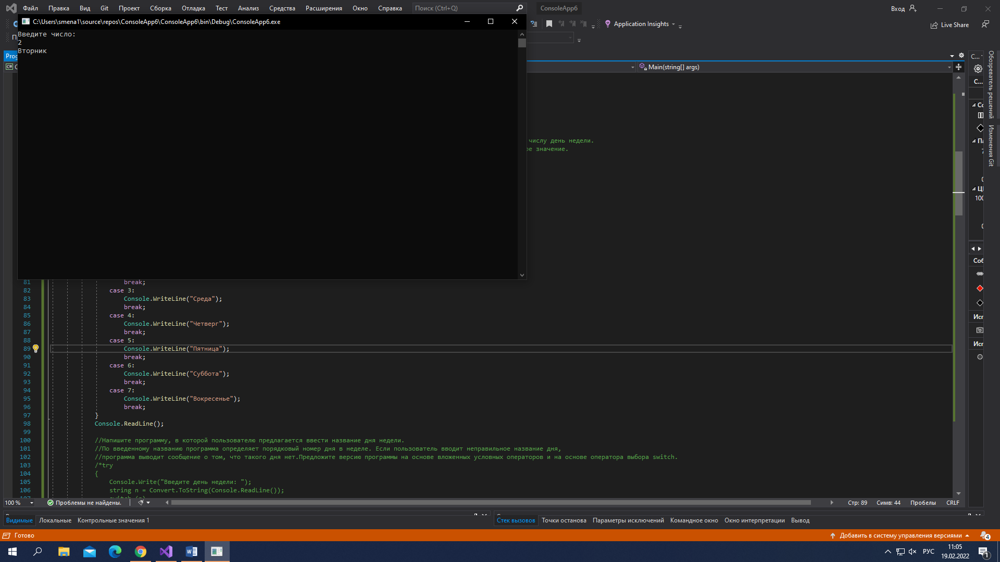 Файл Правка Вид Git Проект Сборка Отладка Тест Анализ Средства Расширения Окно Справка Поиск (Ctrl+Q) ConsoleApp6 Вход
C:\Users\smena1\source\repos\ConsoleApp6\ConsoleApp6\bin\Debug\ConsoleApp6.exe
Application Insights Live Share
Введите число:
2
Вторник
Main(string[] args)
Обозреватель решений
Изменения Git
числу день недели.
значение.
81 break;
82 case 3:
83 Console.WriteLine("Среда");
84 break;
85 case 4:
86 Console.WriteLine("Четверг");
87 break;
88 case 5:
89 Console.WriteLine("Пятница");
90 break;
91 case 6:
92 Console.WriteLine("Суббота");
93 break;
94 case 7:
95 Console.WriteLine("Вокресенье");
96 break;
97 }
98 Console.ReadLine();
99
100 //Напишите программу, в которой пользователю предлагается ввести название дня недели.
101 //По введенному названию программа определяет порядковый номер дня в неделе. Если пользователь вводит неправильное название дня,
102 //программа выводит сообщение о том, что такого дня нет.Предложите версию программы на основе вложенных условных операторов и на основе оператора выбора switch.
103 /*try
104 {
105 Console.Write("Введите день недели: ");
106 string n = Convert.ToString(Console.ReadLine());
100 % Проблемы не найдены. Стр: 89 Симв: 44 Пробелы CRLF
Видимые Локальные Контрольные значения 1 Стек вызовов Точки останова Параметры исключений Командное окно Окно интерпретации Вывод
Готово Добавить в систему управления версиями 4
РУС 11:05
19.02.2022 1